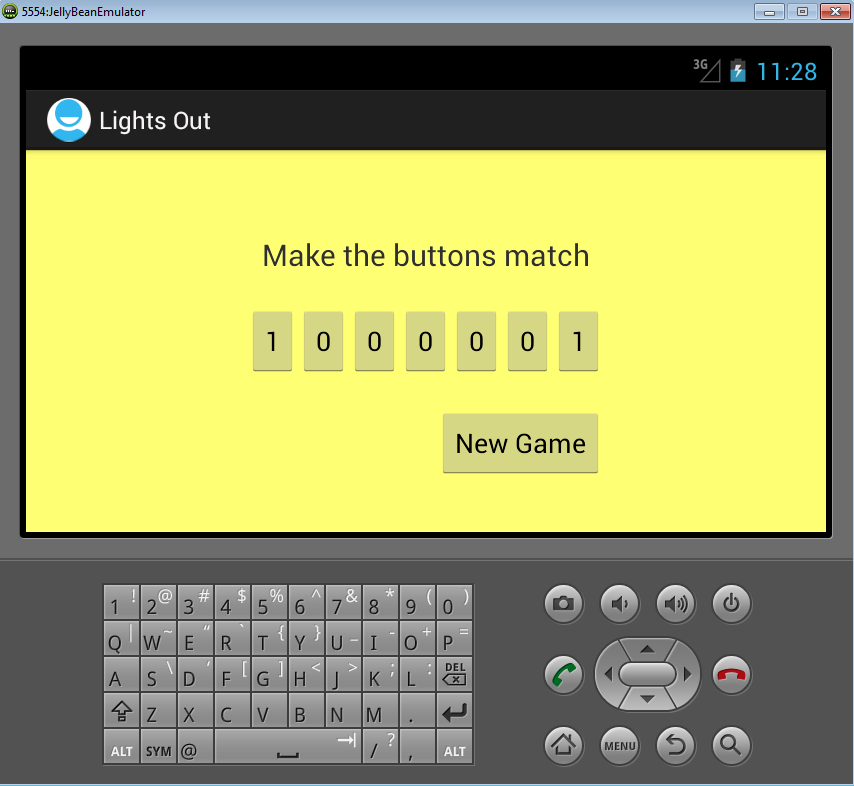 5554:JellyBeanEmulator
3G 11:28
Lights Out
Make the buttons match
1 0 0 0 0 0 1
New Game
1 ! 2 @ 3 # 4 $ 5 % 6 ^ 7 & 8 * 9 ( 0 )
Q | W ~ E “ R ` T { Y } U _ I - O + P =
A S \ D ‘ F [ G ] H < J > K ; L : DEL
Z X C V B N M .
ALT SYM @ / ? , ALT
MENU